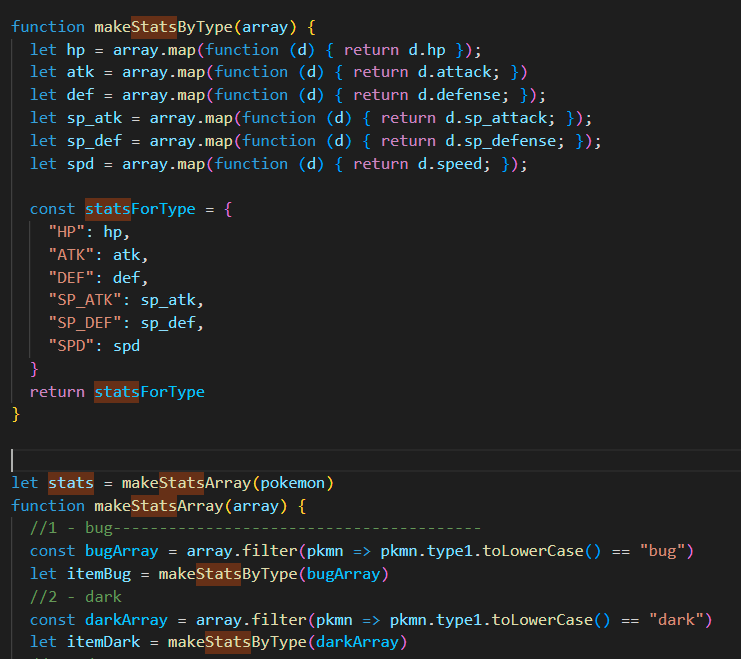 function makeStatsByType(array) {
let hp = array.map(function (d) { return d.hp });
let atk = array.map(function (d) { return d.attack; })
let def = array.map(function (d) { return d.defense; });
let sp_atk = array.map(function (d) { return d.sp_attack; });
let sp_def = array.map(function (d) { return d.sp_defense; });
let spd = array.map(function (d) { return d.speed; });
const statsForType = {
"HP": hp,
"ATK": atk,
"DEF": def,
"SP_ATK": sp_atk,
"SP_DEF": sp_def,
"SPD": spd
}
return statsForType
}
let stats = makeStatsArray(pokemon)
function makeStatsArray(array) {
//1 - bug----------------------------------------
const bugArray = array.filter(pkmn => pkmn.type1.toLowerCase() == "bug")
let itemBug = makeStatsByType(bugArray)
//2 - dark
const darkArray = array.filter(pkmn => pkmn.type1.toLowerCase() == "dark")
let itemDark = makeStatsByType(darkArray)